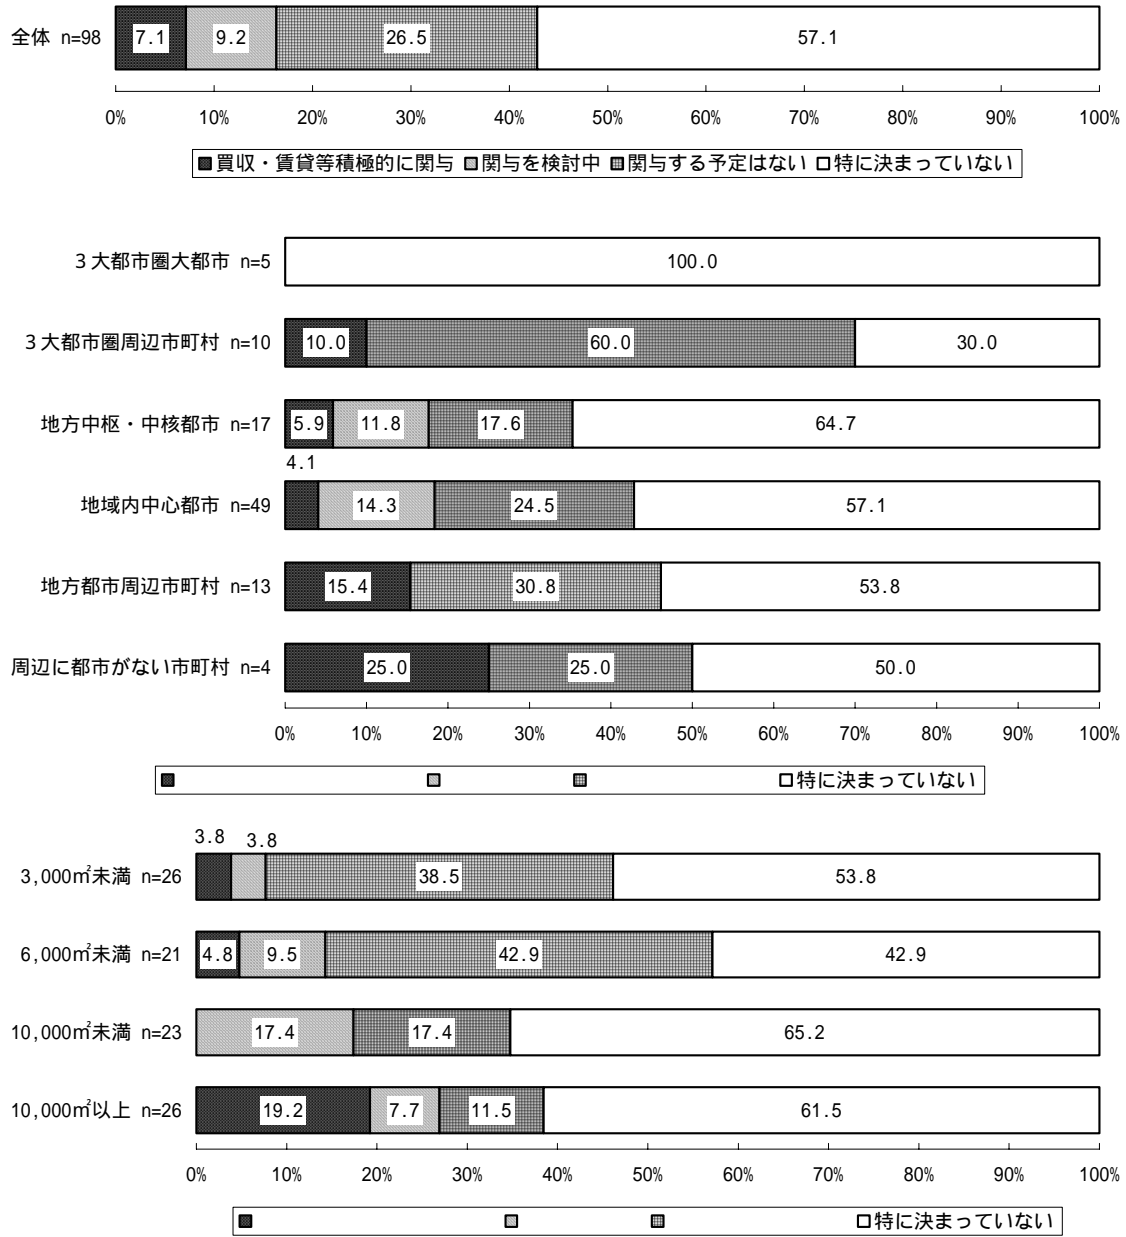 全体 n=98 7.1 9.2 26.5 57.1
0% 10% 20% 30% 40% 50% 60% 70% 80% 90% 100%
買収・賃貸等積極的に関与 関与を検討中 関与する予定はない 特に決まっていない
３大都市圏大都市 n=5 100.0
３大都市圏周辺市町村 n=10 10.0 60.0 30.0
地方中枢・中核都市 n=17 5.9 11.8 17.6 64.7
4.1
地域内中心都市 n=49 14.3 24.5 57.1
地方都市周辺市町村 n=13 15.4 30.8 53.8
周辺に都市がない市町村 n=4 25.0 25.0 50.0
0% 10% 20% 30% 40% 50% 60% 70% 80% 90% 100%
特に決まっていない
3.8 3.8
3,000㎡未満 n=26 38.5 53.8
6,000㎡未満 n=21 4.8 9.5 42.9 42.9
10,000㎡未満 n=23 17.4 17.4 65.2
10,000㎡以上 n=26 19.2 7.7 11.5 61.5
0% 10% 20% 30% 40% 50% 60% 70% 80% 90% 100%
特に決まっていない